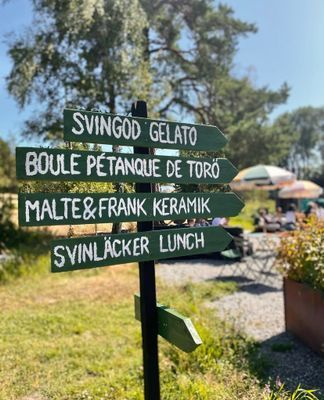 SVINGOD GELATO
BOULE PÉTANQUE DE TORÖ
MALTE&FRANK KERAMIK
SVINLÄCKER LUNCH